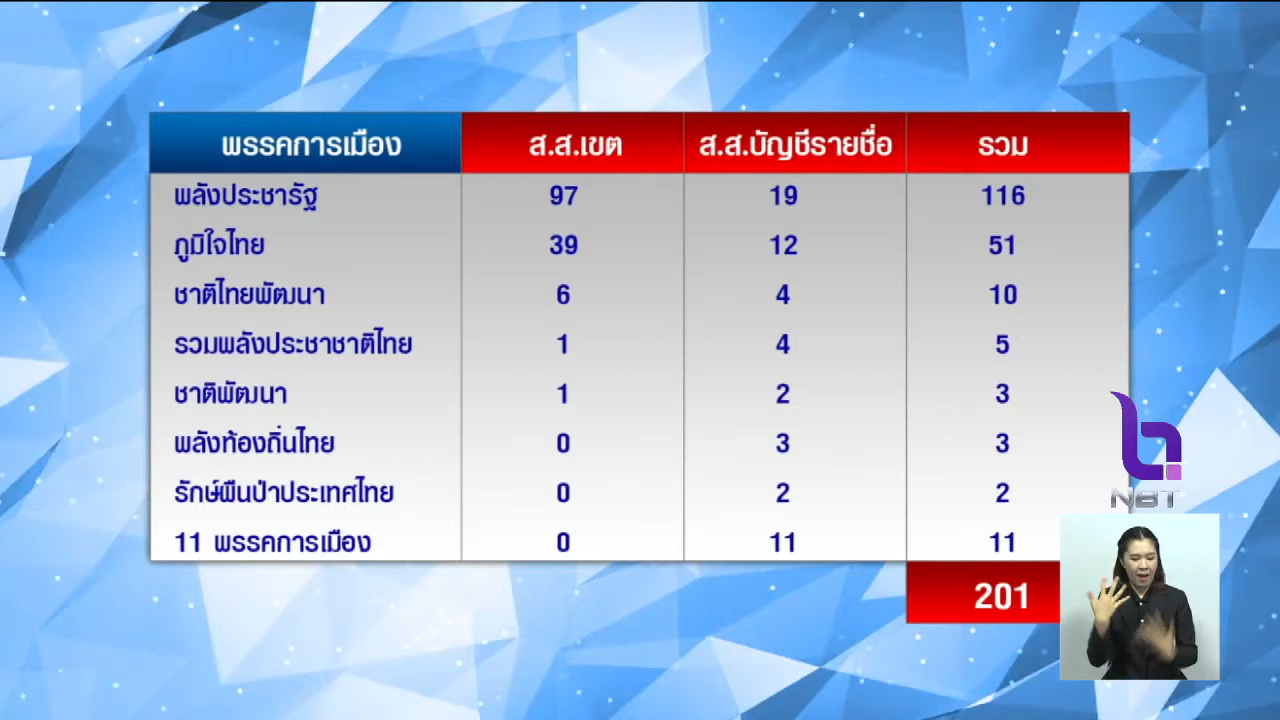 พรรคการเมือง ส.ส.เขต ส.ส.บัญชีรายชื่อ รวม
พลังประชารัฐ 97 19 116
ภูมิใจไทย 39 12 51
ชาติไทยพัฒนา 6 4 10
รวมพลังประชาชาติไทย 1 4 5
ชาติพัฒนา 1 2 3
พลังท้องถิ่นไทย 0 3 3
รักษ์ผืนป่าประเทศไทย 0 2 2
NBT
11 พรรคการเมือง 0 11 11
201